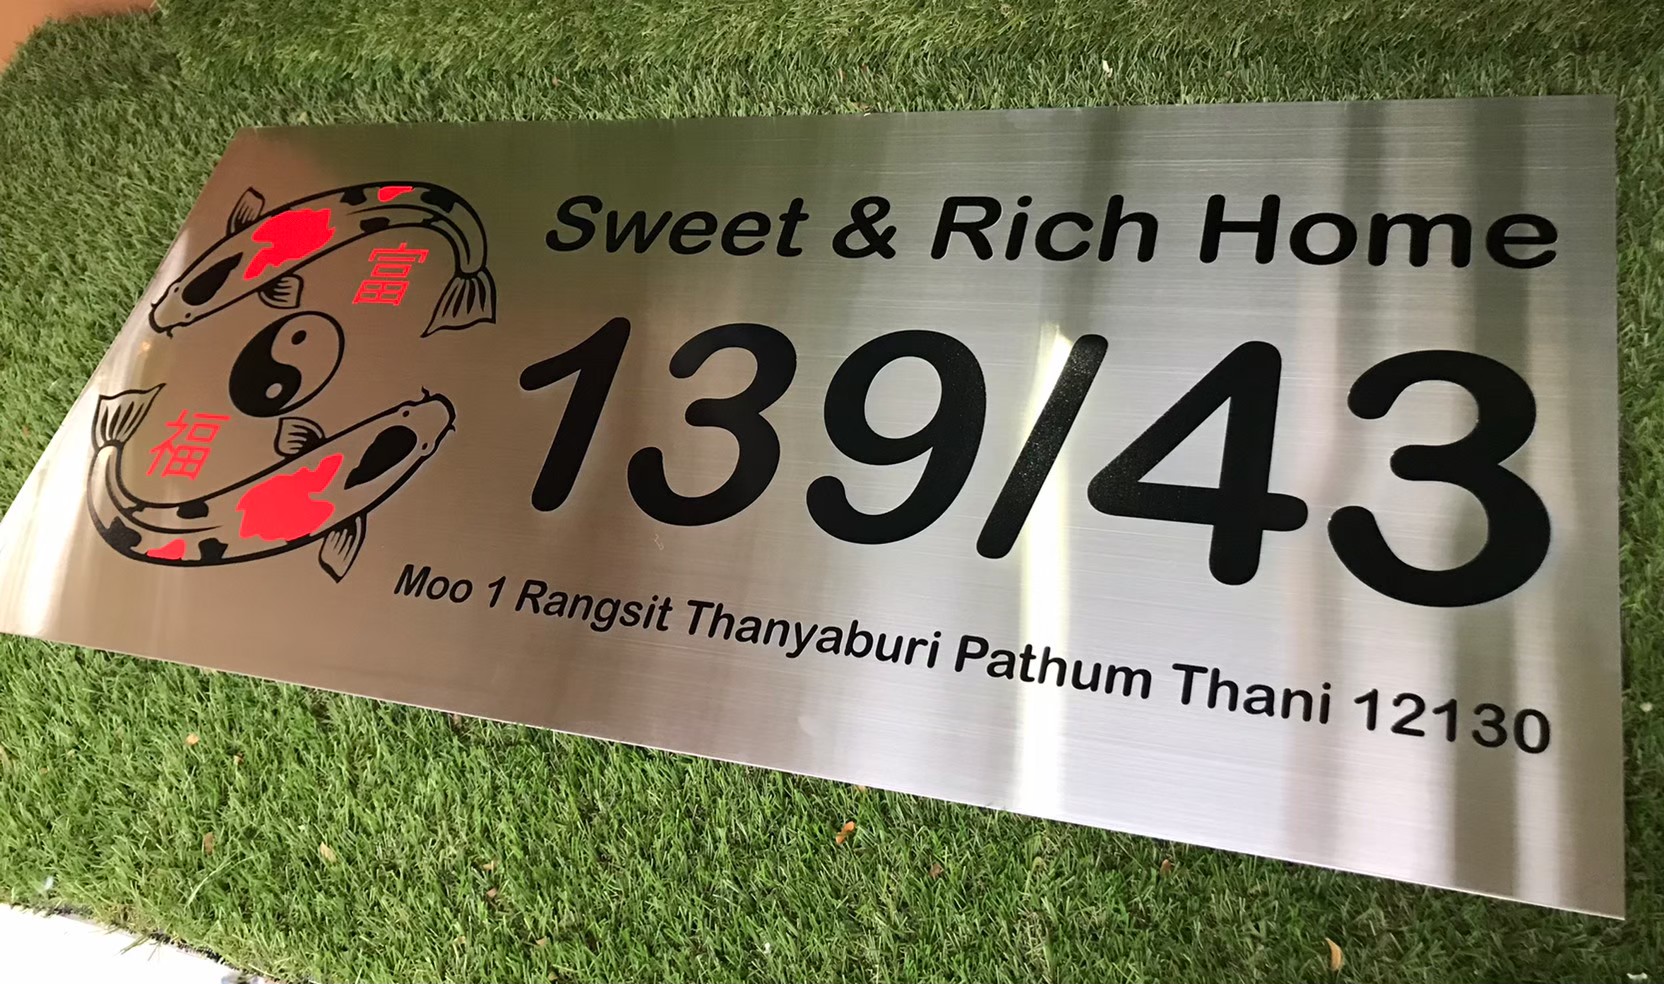 富
福
Sweet & Rich Home
139/43
Moo 1 Rangsit Thanyaburi Pathum Thani 12130